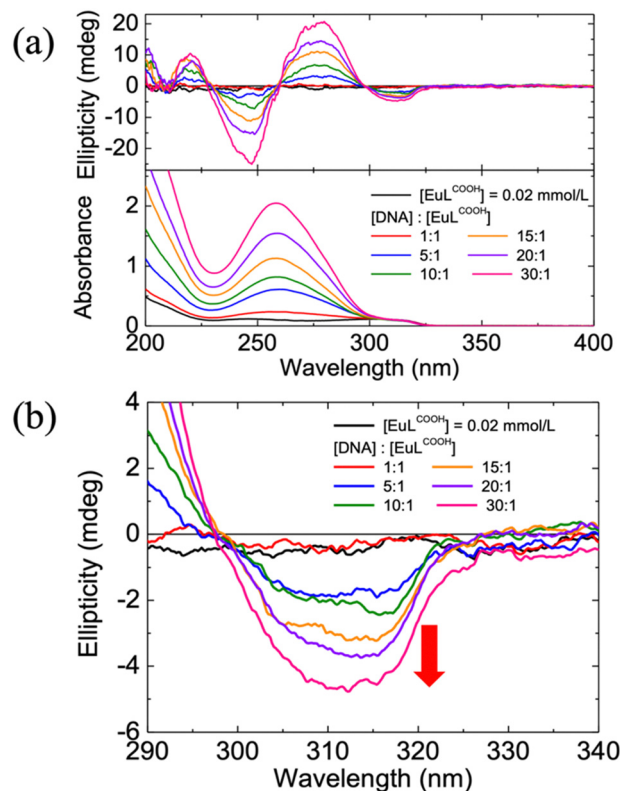 (a)
Ellipticity (mdeg)
20
10
0
-10
-20
Absorbance
2
1
0
[EuL^COOH] = 0.02 mmol/L
[DNA] : [EuL^COOH]
1:1 15:1
5:1 20:1
10:1 30:1
200 250 300 350 400
Wavelength (nm)
(b)
Ellipticity (mdeg)
4
2
0
-2
-4
-6
[EuL^COOH] = 0.02 mmol/L
[DNA] : [EuL^COOH]
1:1 15:1
5:1 20:1
10:1 30:1
290 300 310 320 330 340
Wavelength (nm)